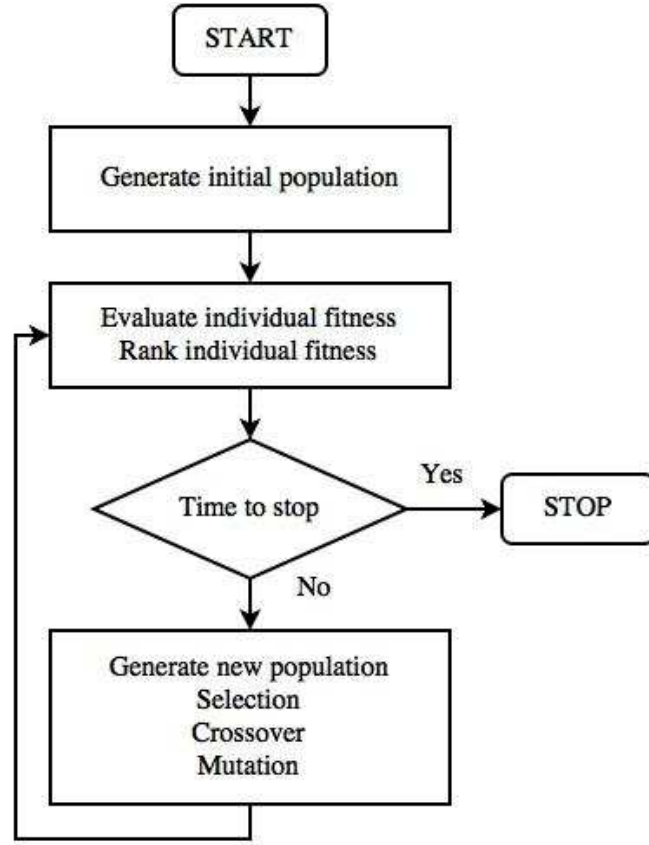 START
Generate initial population
Evaluate individual fitness
Rank individual fitness
Time to stop
Yes
STOP
No
Generate new population
Selection
Crossover
Mutation